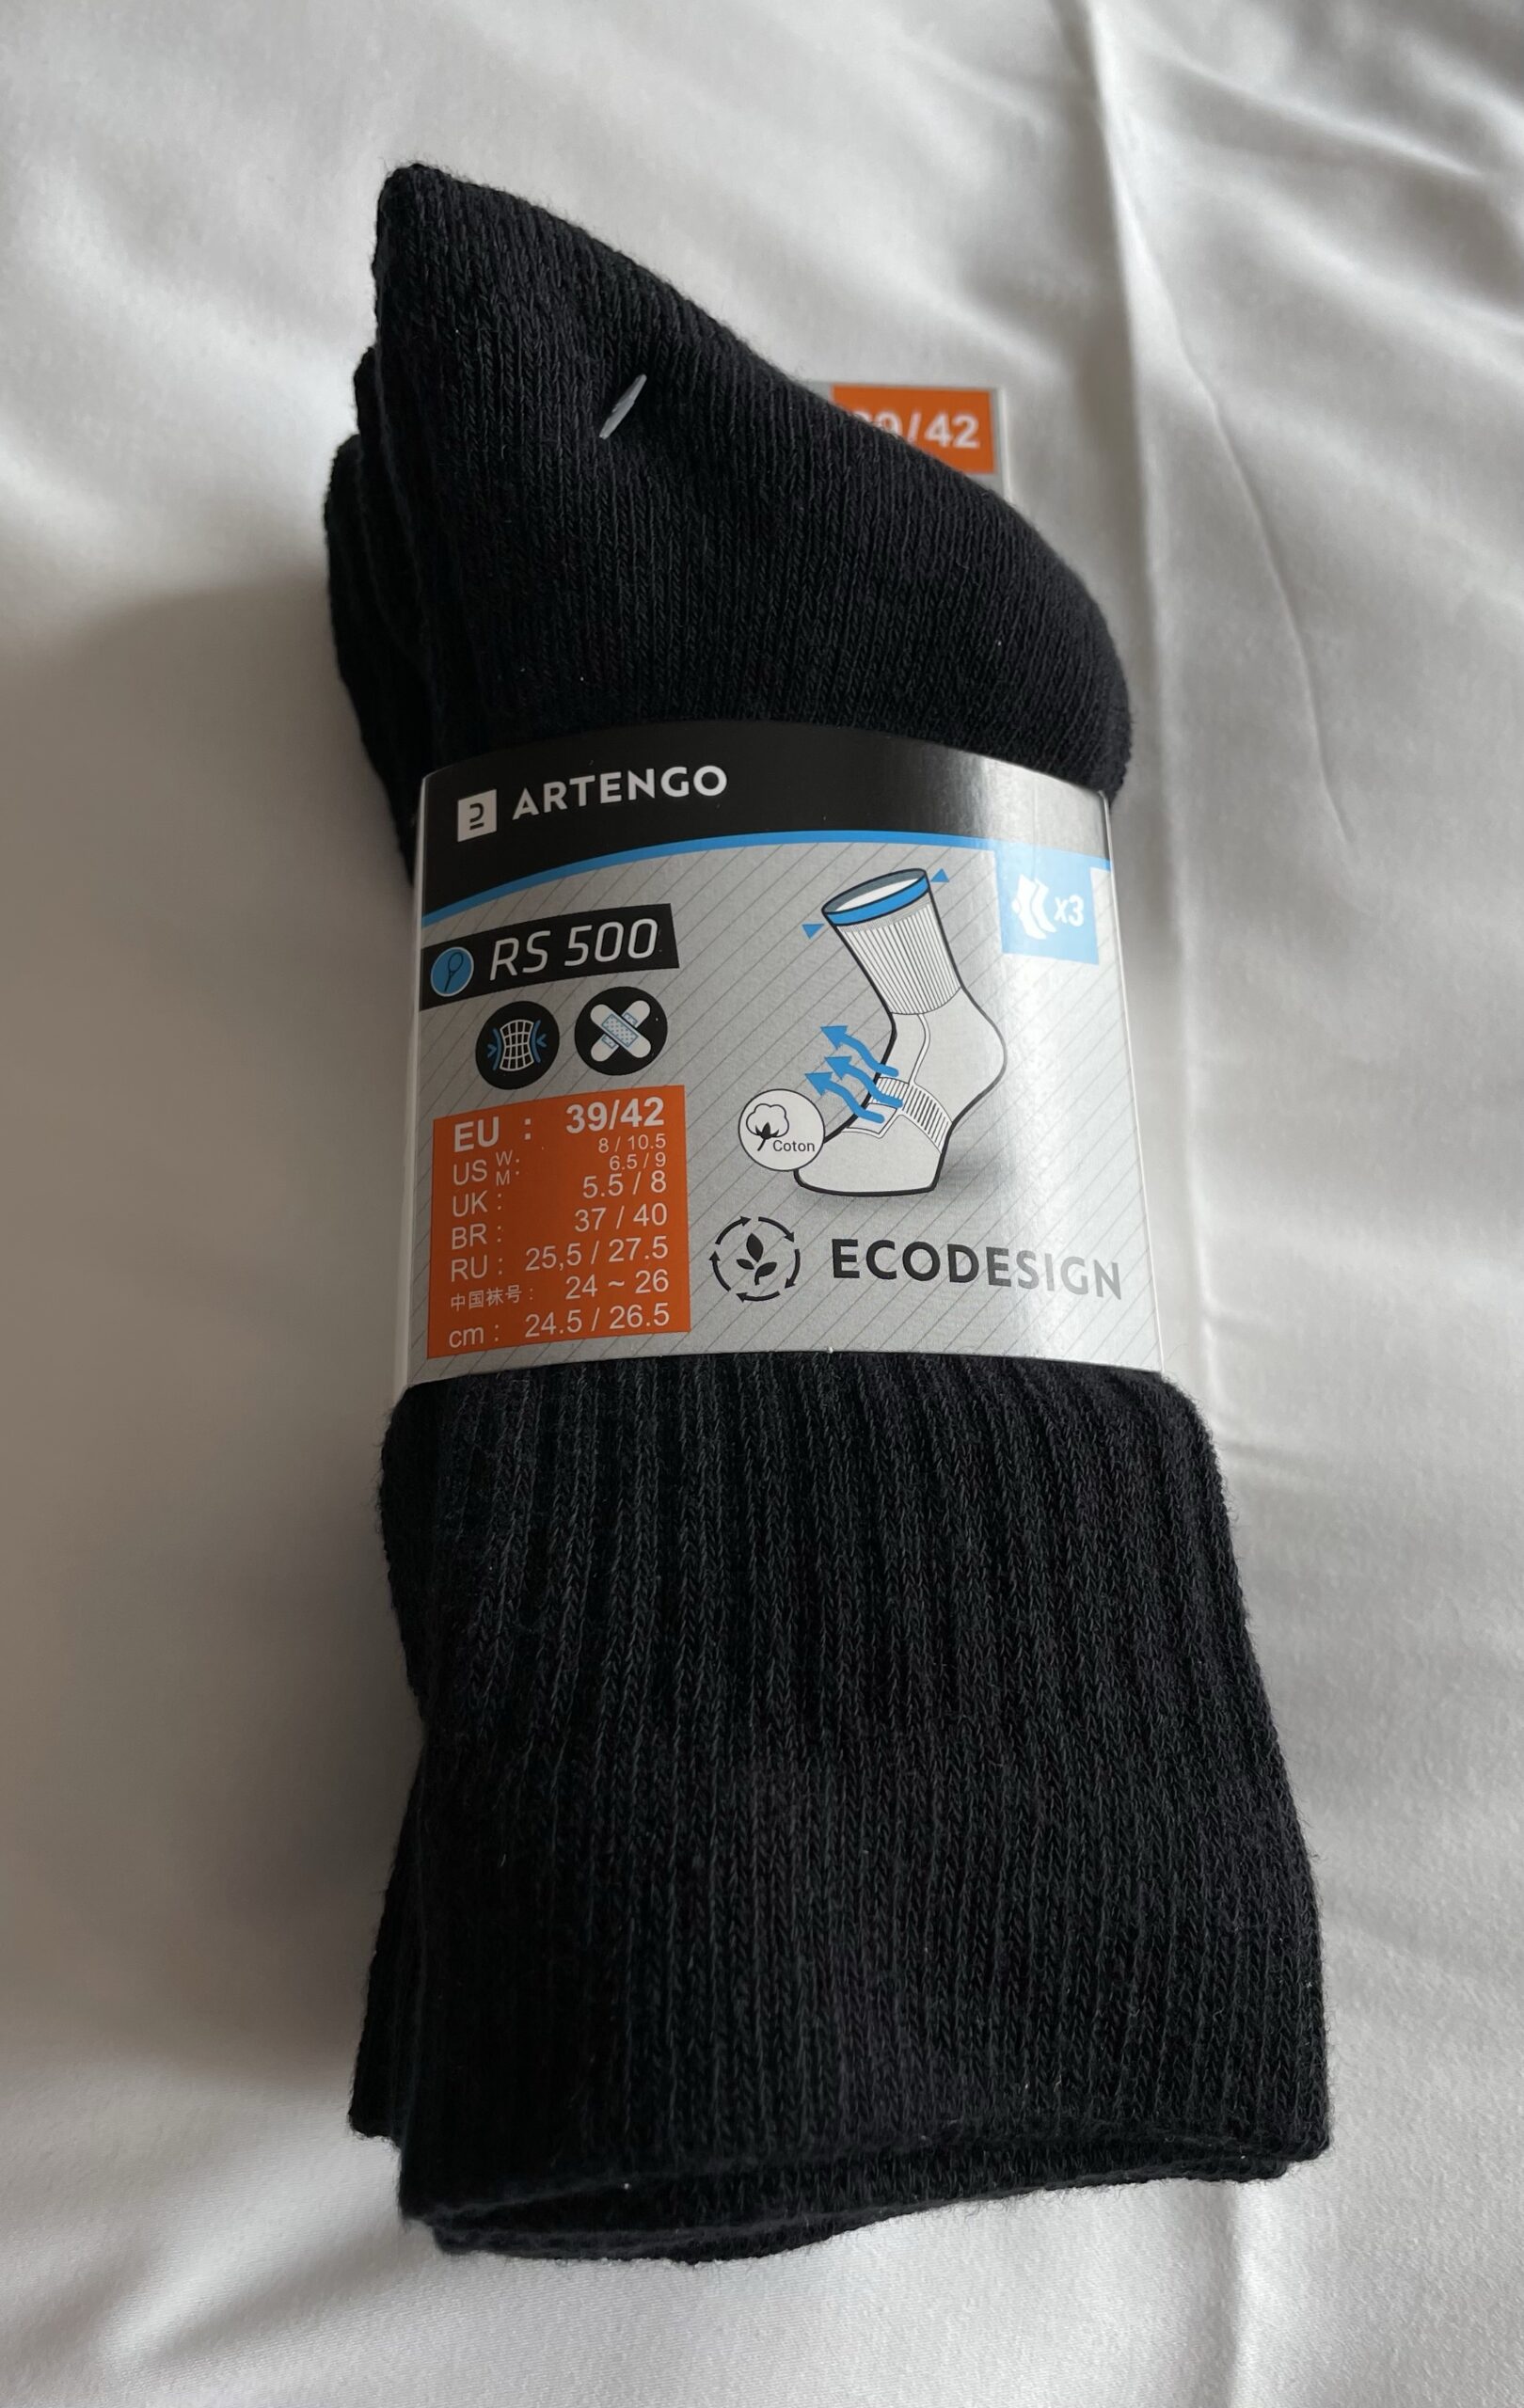 /42
ARTENGO
x3
RS 500
EU : 39/42
US W: 8 / 10.5
M: 6.5 / 9
UK : 5.5 / 8
BR : 37 / 40
RU : 25,5 / 27.5
中国袜号 : 24 ~ 26
cm : 24.5 / 26.5
Coton
ECODESIGN